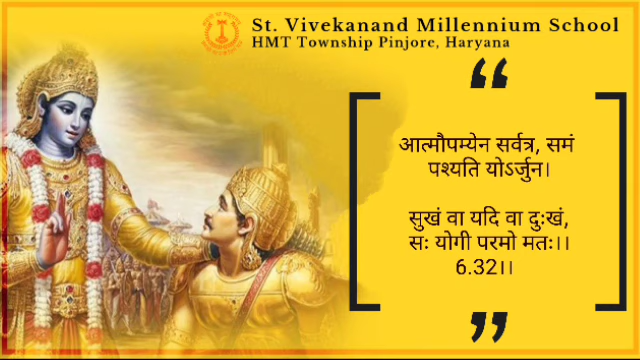 St. Vivekanand Millennium School
HMT Township Pinjore, Haryana
“
आत्मौपम्येन सर्वत्र, समं
पश्यति योऽर्जुन।
सुखं वा यदि वा दुःखं,
सः योगी परमो मतः।।
6.32।।
”